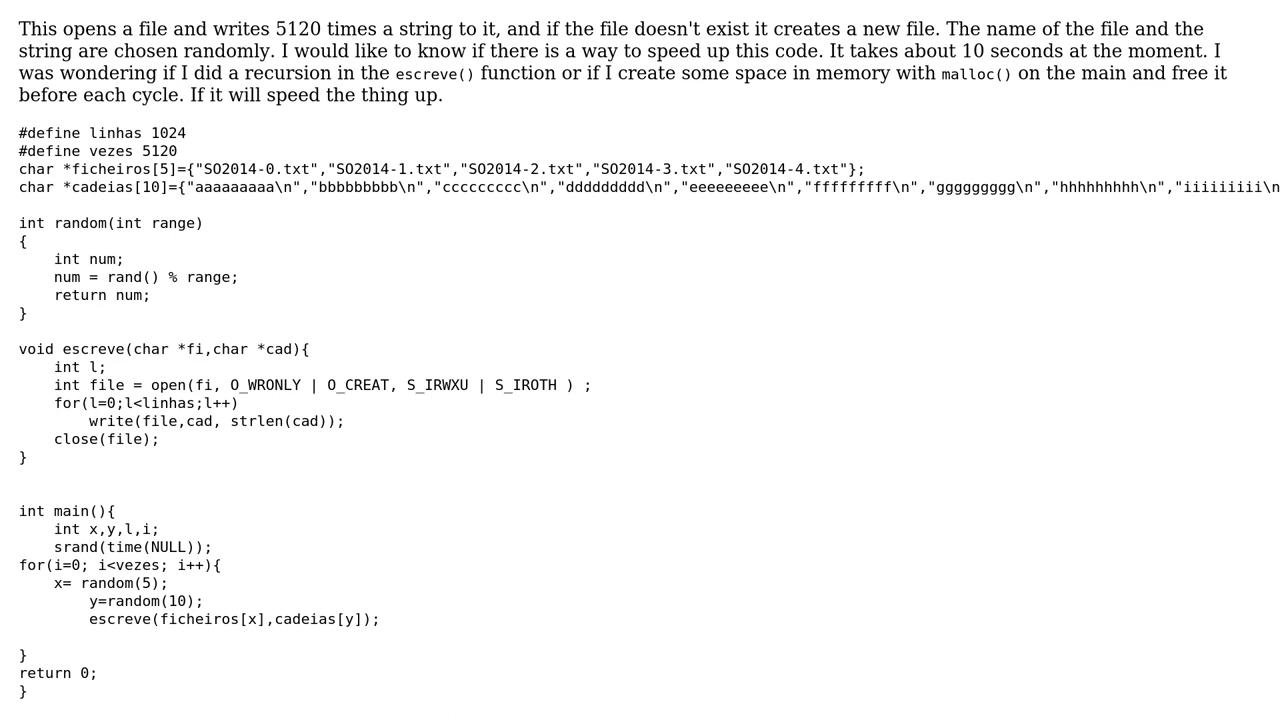 This opens a file and writes 5120 times a string to it, and if the file doesn't exist it creates a new file. The name of the file and the
string are chosen randomly. I would like to know if there is a way to speed up this code. It takes about 10 seconds at the moment. I
was wondering if I did a recursion in the escreve() function or if I create some space in memory with malloc() on the main and free it
before each cycle. If it will speed the thing up.
#define linhas 1024
#define vezes 5120
char *ficheiros[5]={"SO2014-0.txt","SO2014-1.txt","SO2014-2.txt","SO2014-3.txt","SO2014-4.txt"};
char *cadeias[10]={"aaaaaaaaa\n","bbbbbbbbb\n","ccccccccc\n","ddddddddd\n","eeeeeeeee\n","fffffffff\n","ggggggggg\n","hhhhhhhhh\n","iiiiiiiii\n
int random(int range)
{
    int num;
    num = rand() % range;
    return num;
}
void escreve(char *fi,char *cad){
    int l;
    int file = open(fi, O_WRONLY | O_CREAT, S_IRWXU | S_IROTH ) ;
    for(l=0;l<linhas;l++)
        write(file,cad, strlen(cad));
    close(file);
}
int main(){
    int x,y,l,i;
    srand(time(NULL));
for(i=0; i<vezes; i++){
    x= random(5);
        y=random(10);
        escreve(ficheiros[x],cadeias[y]);
}
return 0;
}